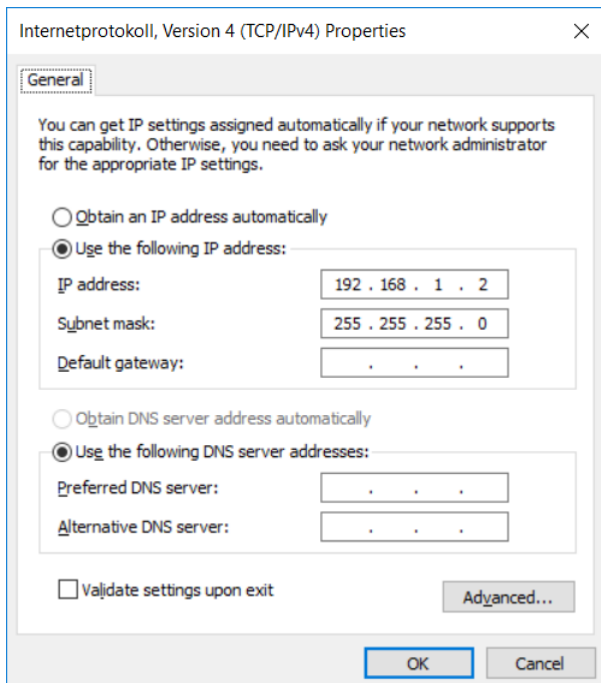 Internetprotokoll, Version 4 (TCP/IPv4) Properties
General
You can get IP settings assigned automatically if your network supports
this capability. Otherwise, you need to ask your network administrator
for the appropriate IP settings.
Obtain an IP address automatically
Use the following IP address:
IP address: 192 . 168 . 1 . 2
Subnet mask: 255 . 255 . 255 . 0
Default gateway: . . .
Obtain DNS server address automatically
Use the following DNS server addresses:
Preferred DNS server: . . .
Alternative DNS server: . . .
Validate settings upon exit
Advanced...
OK Cancel